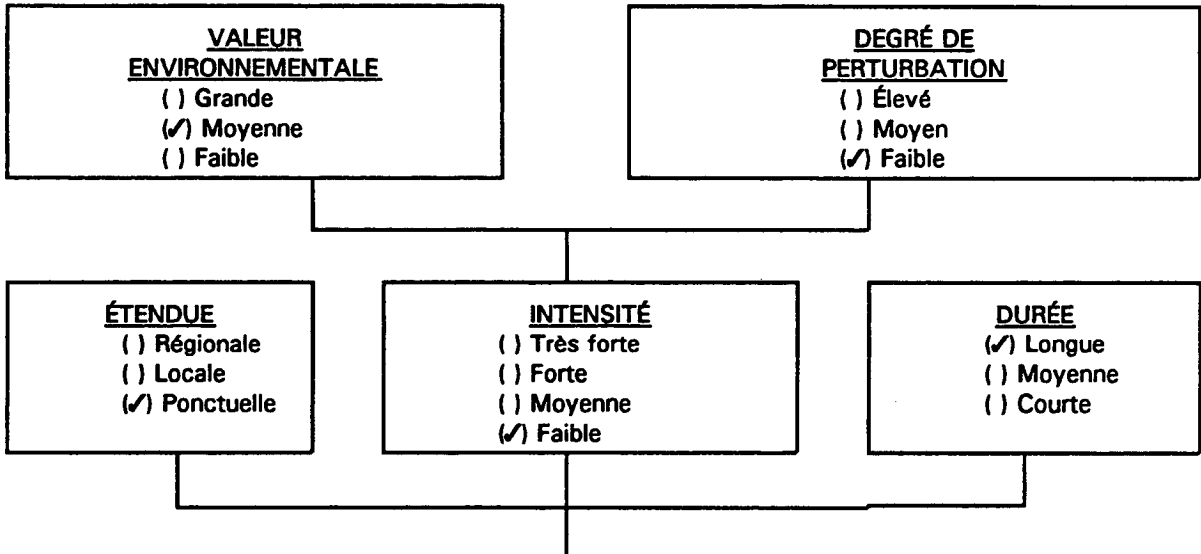 VALEUR
ENVIRONNEMENTALE
( ) Grande
(✓) Moyenne
( ) Faible
DEGRÉ DE
PERTURBATION
( ) Élevé
( ) Moyen
(✓) Faible
ÉTENDUE
( ) Régionale
( ) Locale
(✓) Ponctuelle
INTENSITÉ
( ) Très forte
( ) Forte
( ) Moyenne
(✓) Faible
DURÉE
(✓) Longue
( ) Moyenne
( ) Courte